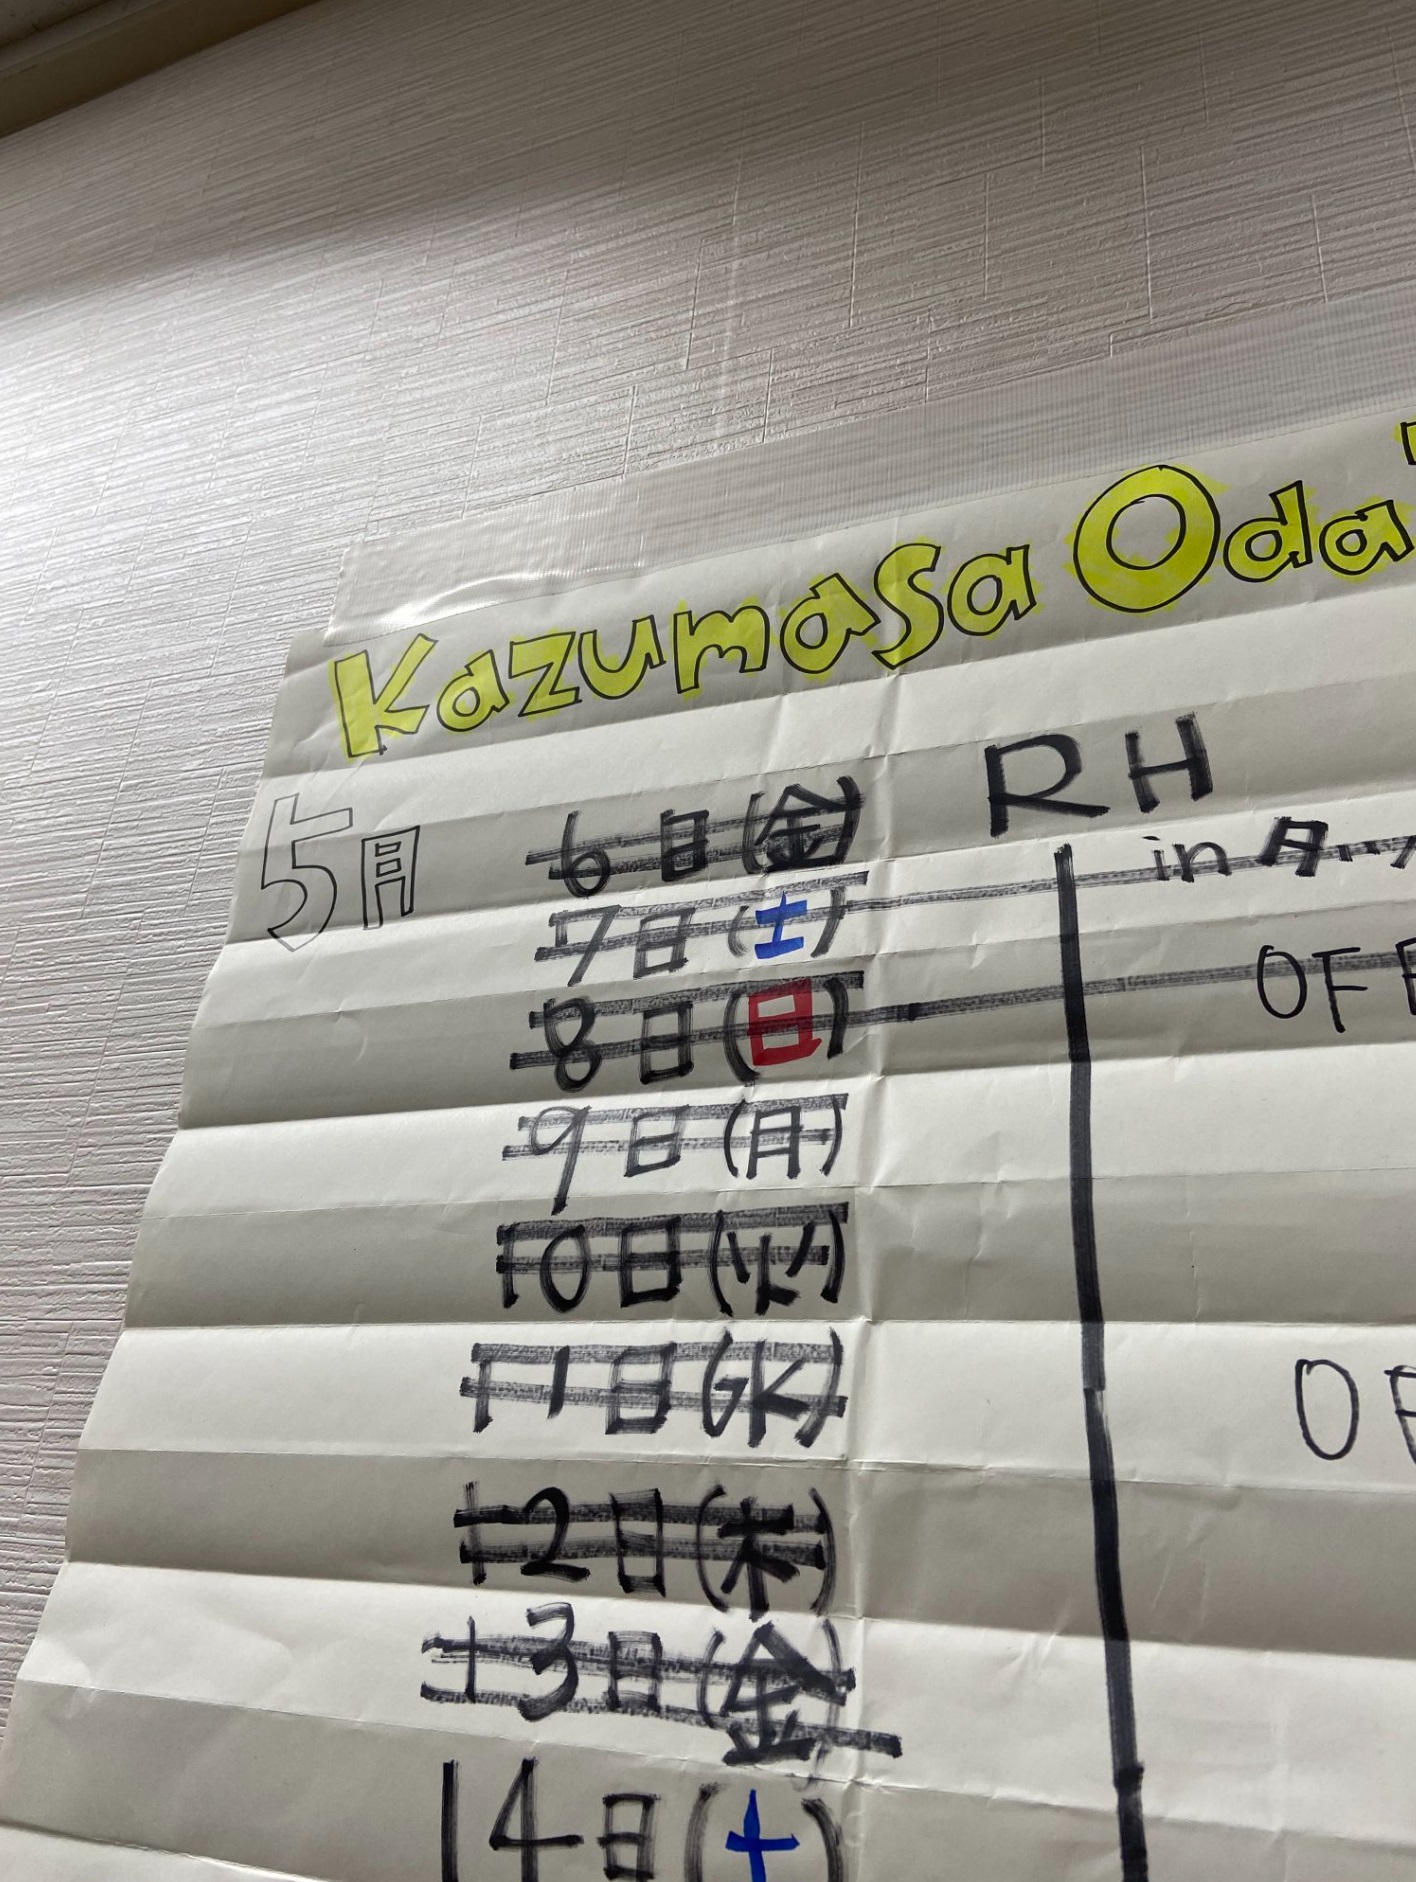 Kazumasa Oda
5月 6日(金) RH
7日(土) in
8日(日) OFF
9日(月)
10日(火)
11日(水)
12日(木)
13日(金)
14日(土)